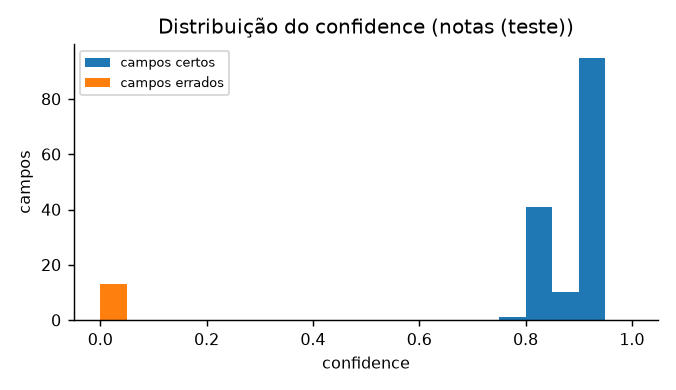 Distribuição do confidence (notas (teste))
campos certos
campos errados
80
60
40
20
0
campos
0.0 0.2 0.4 0.6 0.8 1.0
confidence